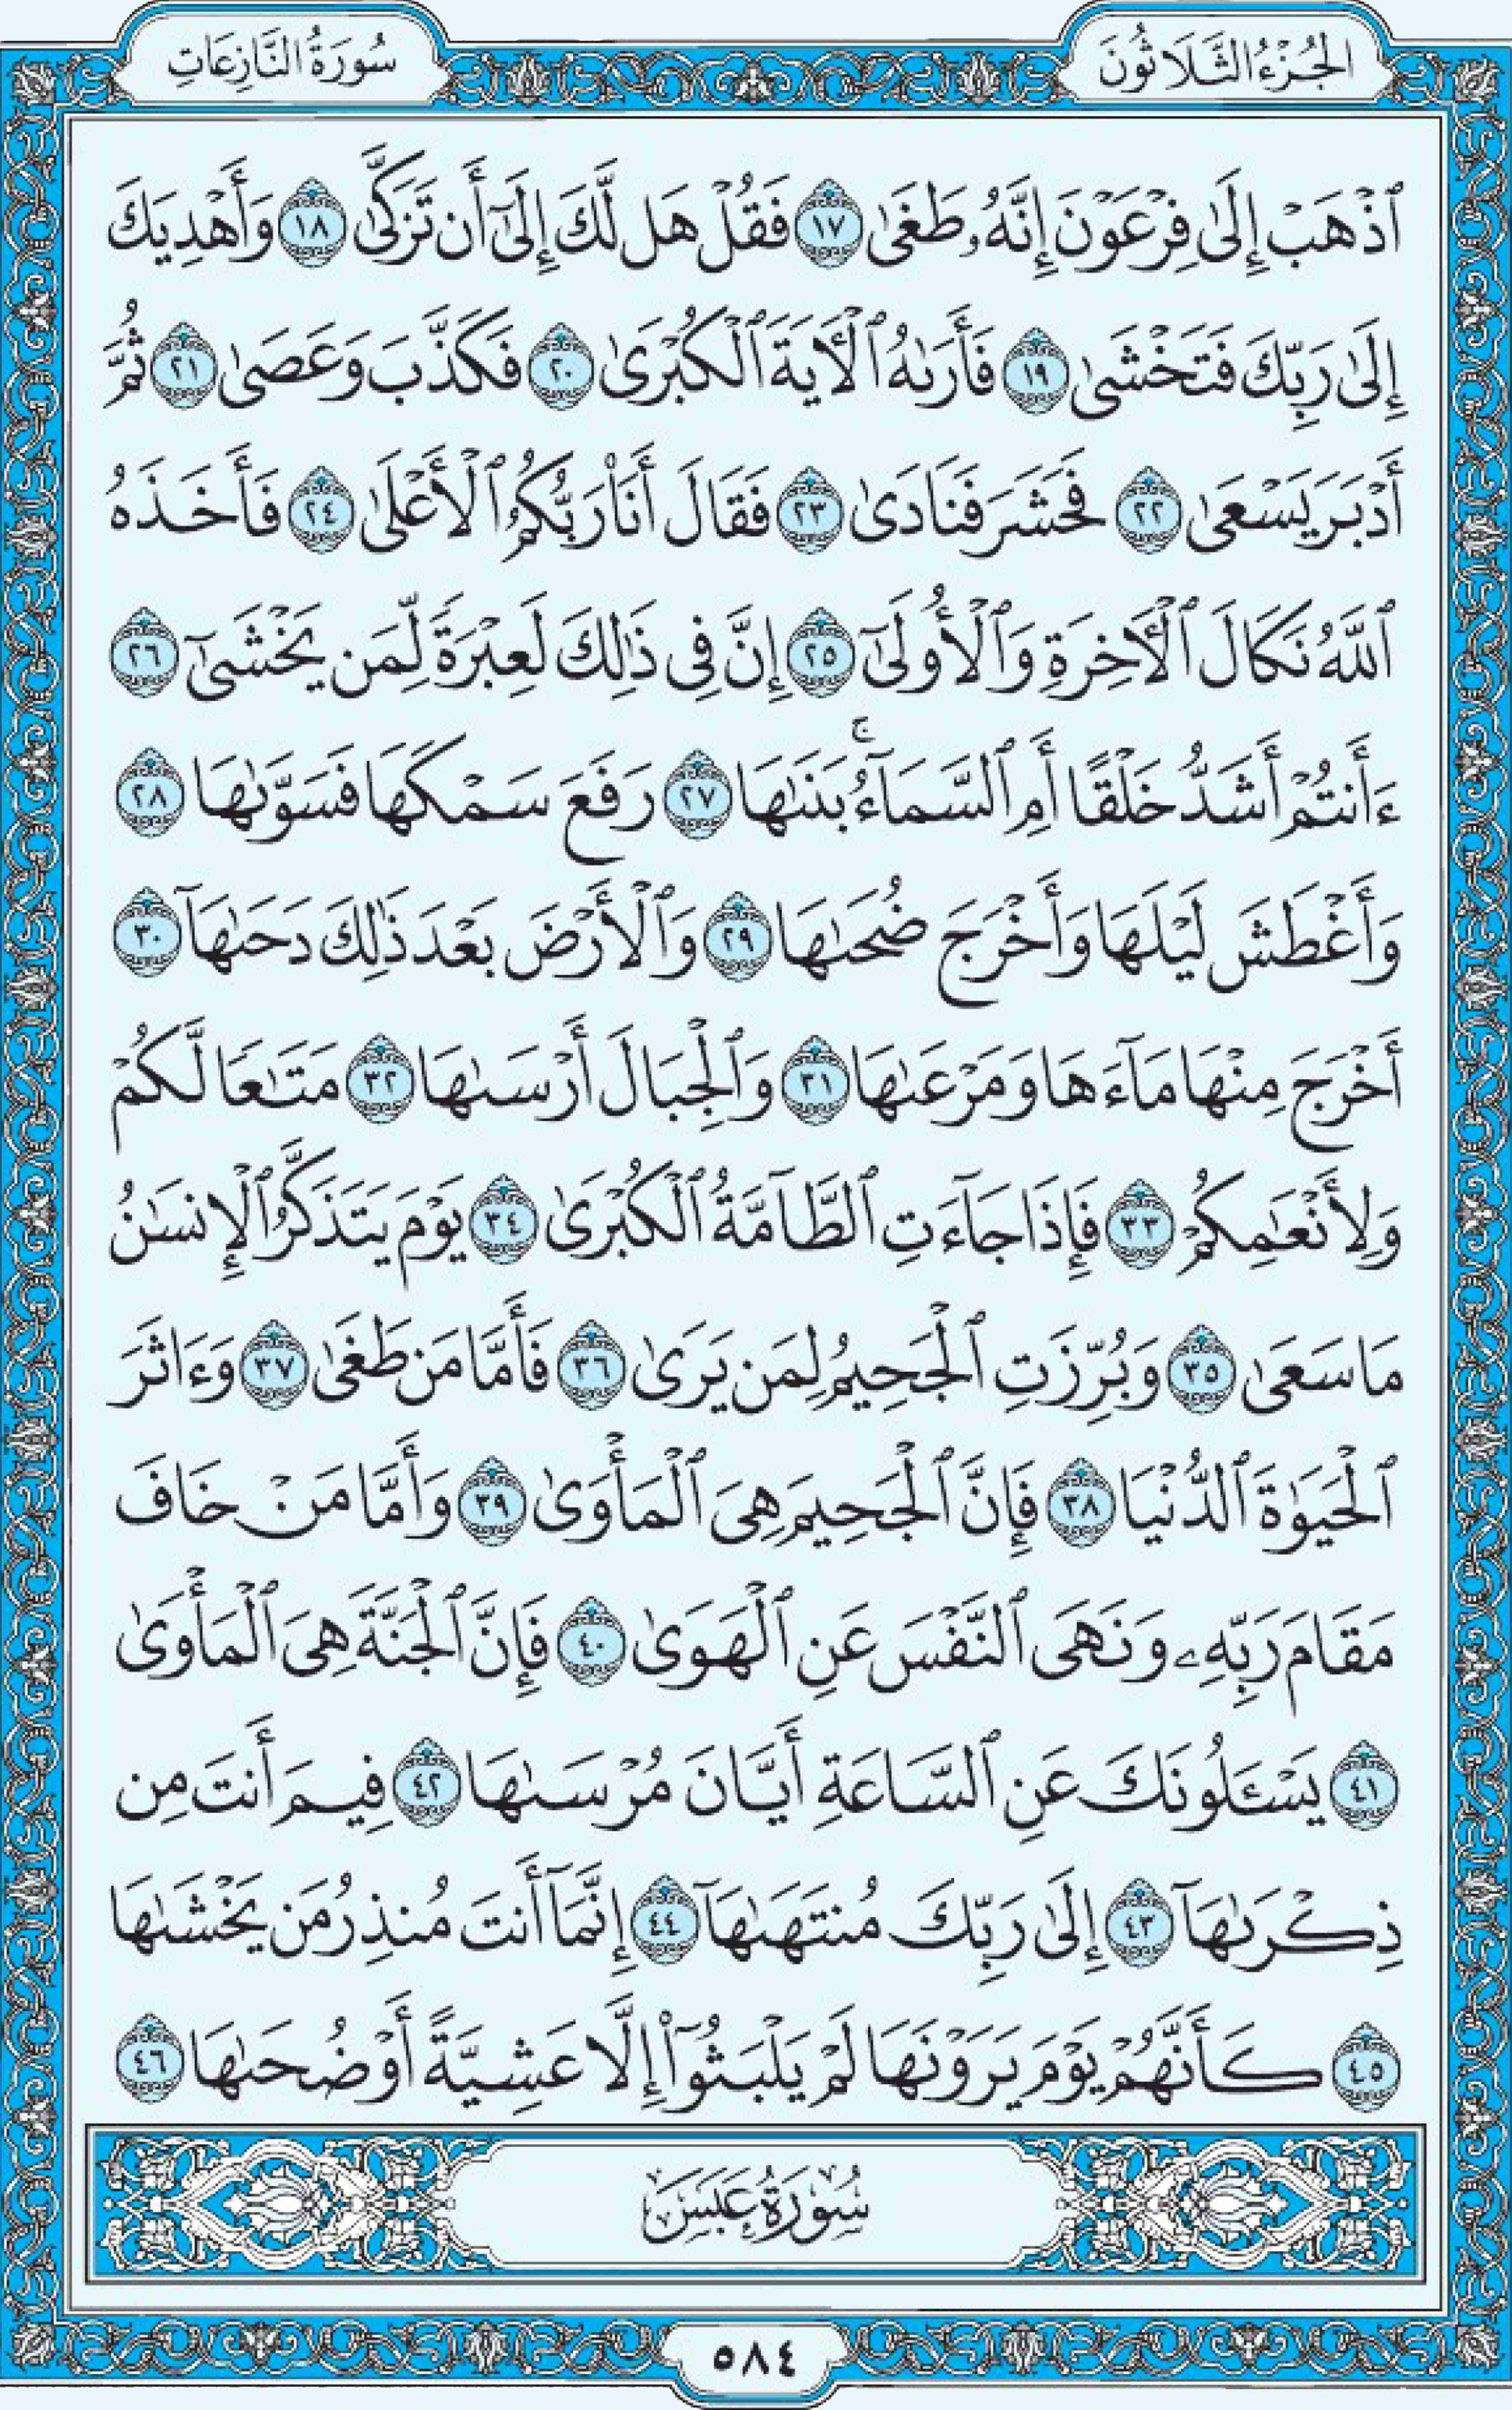 الجُزْءُ الثَّلَاثُونَ
سُورَةُ النَّازِعَاتِ
ٱذْهَبْ إِلَىٰ فِرْعَوْنَ إِنَّهُۥ طَغَىٰ ١٧ فَقُلْ هَل لَّكَ إِلَىٰٓ أَن تَزَكَّىٰ ١٨ وَأَهْدِيَكَ
إِلَىٰ رَبِّكَ فَتَخْشَىٰ ١٩ فَأَرَىٰهُ ٱلْأٓيَةَ ٱلْكُبْرَىٰ ٢٠ فَكَذَّبَ وَعَصَىٰ ٢١ ثُمَّ
أَدْبَرَ يَسْعَىٰ ٢٢ فَحَشَرَ فَنَادَىٰ ٢٣ فَقَالَ أَنَا۠ رَبُّكُمُ ٱلْأَعْلَىٰ ٢٤ فَأَخَذَهُ
ٱللَّهُ نَكَالَ ٱلْأٓخِرَةِ وَٱلْأُولَىٰٓ ٢٥ إِنَّ فِى ذَٰلِكَ لَعِبْرَةً لِّمَن يَخْشَىٰٓ ٢٦
ءَأَنتُمْ أَشَدُّ خَلْقًا أَمِ ٱلسَّمَآءُ ۚ بَنَىٰهَا ٢٧ رَفَعَ سَمْكَهَا فَسَوَّىٰهَا ٢٨
وَأَغْطَشَ لَيْلَهَا وَأَخْرَجَ ضُحَىٰهَا ٢٩ وَٱلْأَرْضَ بَعْدَ ذَٰلِكَ دَحَىٰهَآ ٣٠
أَخْرَجَ مِنْهَا مَآءَهَا وَمَرْعَىٰهَا ٣١ وَٱلْجِبَالَ أَرْسَىٰهَا ٣٢ مَتَٰعًا لَّكُمْ
وَلِأَنْعَٰمِكُمْ ٣٣ فَإِذَا جَآءَتِ ٱلطَّآمَّةُ ٱلْكُبْرَىٰ ٣٤ يَوْمَ يَتَذَكَّرُ ٱلْإِنسَٰنُ
مَا سَعَىٰ ٣٥ وَبُرِّزَتِ ٱلْجَحِيمُ لِمَن يَرَىٰ ٣٦ فَأَمَّا مَن طَغَىٰ ٣٧ وَءَاثَرَ
ٱلْحَيَوٰةَ ٱلدُّنْيَا ٣٨ فَإِنَّ ٱلْجَحِيمَ هِىَ ٱلْمَأْوَىٰ ٣٩ وَأَمَّا مَنْ خَافَ
مَقَامَ رَبِّهِۦ وَنَهَى ٱلنَّفْسَ عَنِ ٱلْهَوَىٰ ٤٠ فَإِنَّ ٱلْجَنَّةَ هِىَ ٱلْمَأْوَىٰ
٤١ يَسْـَٔلُونَكَ عَنِ ٱلسَّاعَةِ أَيَّانَ مُرْسَىٰهَا ٤٢ فِيمَ أَنتَ مِن
ذِكْرَىٰهَآ ٤٣ إِلَىٰ رَبِّكَ مُنتَهَىٰهَآ ٤٤ إِنَّمَآ أَنتَ مُنذِرُ مَن يَخْشَىٰهَا
٤٥ كَأَنَّهُمْ يَوْمَ يَرَوْنَهَا لَمْ يَلْبَثُوٓا۟ إِلَّا عَشِيَّةً أَوْ ضُحَىٰهَا ٤٦
سُورَةُ عَبَسَ
٥٨٤